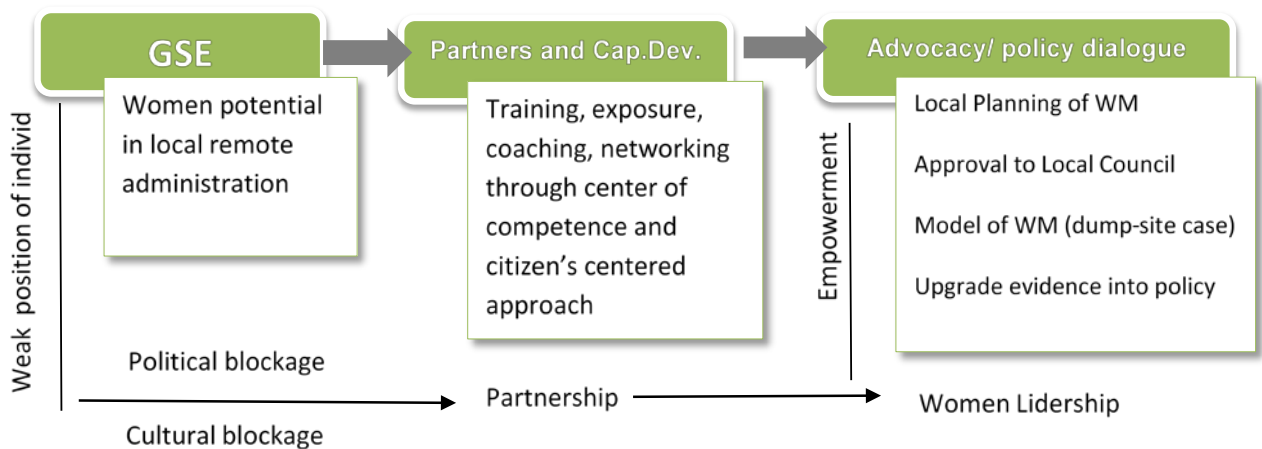 GSE
Partners and Cap.Dev.
Advocacy/ policy dialogue
Women potential
in local remote
administration
Training, exposure,
coaching, networking
through center of
competence and
citizen's centered
approach
Local Planning of WM
Approval to Local Council
Model of WM (dump-site case)
Upgrade evidence into policy
Weak position of individ
Empowerment
Political blockage
Cultural blockage
Partnership
Women Lidership